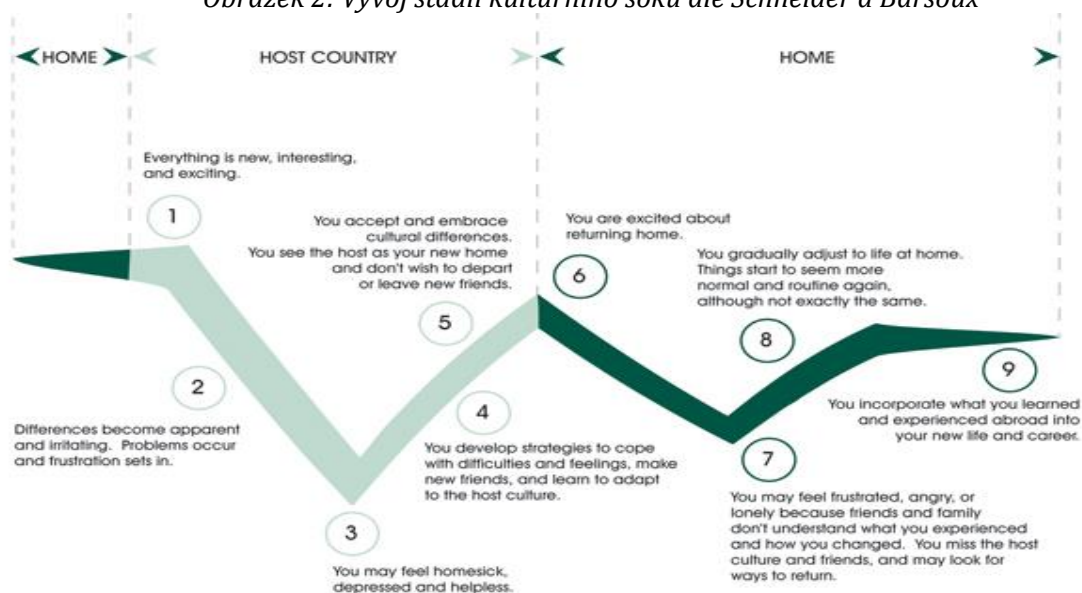 Obrázek 2: Vývoj stádií kulturního šoku dle Schneider a Barsoux
HOME
HOST COUNTRY
HOME
Everything is new, interesting,
and exciting.
1
2
Differences become apparent
and irritating. Problems occur
and frustration sets in.
3
You may feel homesick,
depressed and helpless.
4
You develop strategies to cope
with difficulties and feelings, make
new friends, and learn to adapt
to the host culture.
You accept and embrace
cultural differences.
You see the host as your new home
and don't wish to depart
or leave new friends.
5
You are excited about
returning home.
6
7
You may feel frustrated, angry, or
lonely because friends and family
don't understand what you experienced
and how you changed. You miss the host
culture and friends, and may look for
ways to return.
You gradually adjust to life at home.
Things start to seem more
normal and routine again,
although not exactly the same.
8
9
You incorporate what you learned
and experienced abroad into
your new life and career.